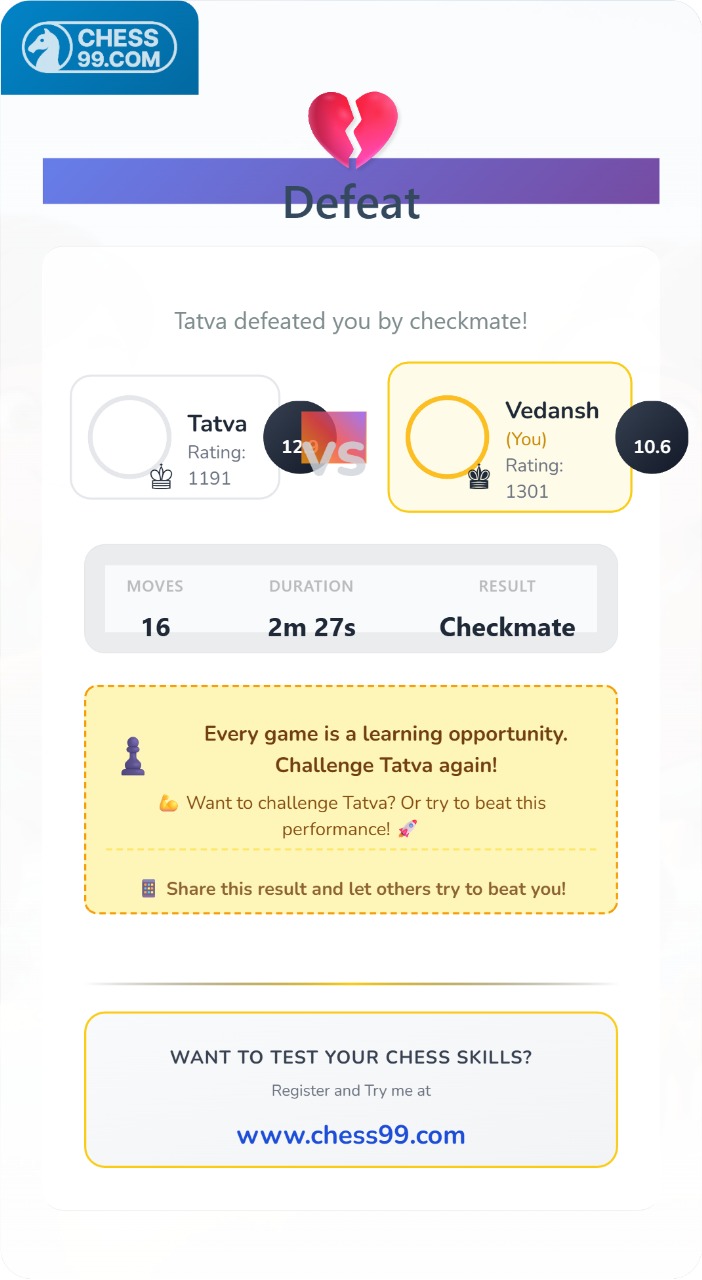 CHESS
99.COM
Defeat
Tatva defeated you by checkmate!
Tatva
Rating:
1191
VS
Vedansh
(You)
Rating:
1301
10.6
MOVES
DURATION
RESULT
16
2m 27s
Checkmate
Every game is a learning opportunity.
Challenge Tatva again!
💪 Want to challenge Tatva? Or try to beat this
performance! 🚀
Share this result and let others try to beat you!
WANT TO TEST YOUR CHESS SKILLS?
Register and Try me at
www.chess99.com